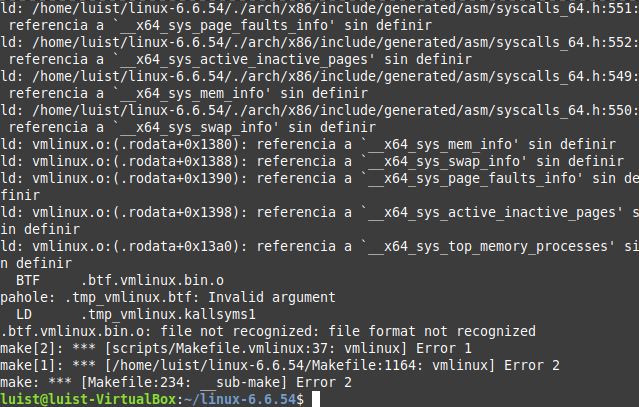 ld: /home/luist/linux-6.6.54/./arch/x86/include/generated/asm/syscalls_64.h:551:
 referencia a `__x64_sys_page_faults_info' sin definir
ld: /home/luist/linux-6.6.54/./arch/x86/include/generated/asm/syscalls_64.h:552:
 referencia a `__x64_sys_active_inactive_pages' sin definir
ld: /home/luist/linux-6.6.54/./arch/x86/include/generated/asm/syscalls_64.h:549:
 referencia a `__x64_sys_mem_info' sin definir
ld: /home/luist/linux-6.6.54/./arch/x86/include/generated/asm/syscalls_64.h:550:
 referencia a `__x64_sys_swap_info' sin definir
ld: vmlinux.o:(.rodata+0x1380): referencia a `__x64_sys_mem_info' sin definir
ld: vmlinux.o:(.rodata+0x1388): referencia a `__x64_sys_swap_info' sin definir
ld: vmlinux.o:(.rodata+0x1390): referencia a `__x64_sys_page_faults_info' sin de
finir
ld: vmlinux.o:(.rodata+0x1398): referencia a `__x64_sys_active_inactive_pages' s
in definir
ld: vmlinux.o:(.rodata+0x13a0): referencia a `__x64_sys_top_memory_processes' si
n definir
  BTF     .btf.vmlinux.bin.o
pahole: .tmp_vmlinux.btf: Invalid argument
  LD      .tmp_vmlinux.kallsyms1
.btf.vmlinux.bin.o: file not recognized: file format not recognized
make[2]: *** [scripts/Makefile.vmlinux:37: vmlinux] Error 1
make[1]: *** [/home/luist/linux-6.6.54/Makefile:1164: vmlinux] Error 2
make: *** [Makefile:234: __sub-make] Error 2
luist@luist-VirtualBox:~/linux-6.6.54$